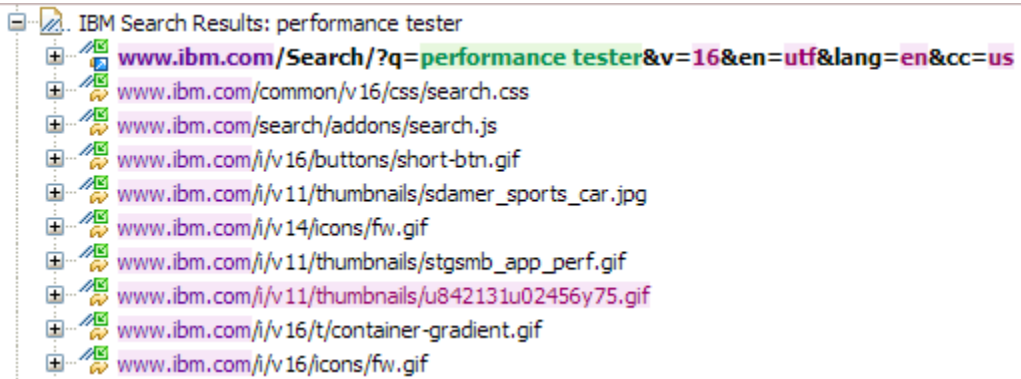 IBM Search Results: performance tester
www.ibm.com/Search/?q=performance tester&v=16&en=utf&lang=en&cc=us
www.ibm.com/common/v16/css/search.css
www.ibm.com/search/addons/search.js
www.ibm.com/i/v16/buttons/short-btn.gif
www.ibm.com/i/v11/thumbnails/sdamer_sports_car.jpg
www.ibm.com/i/v14/icons/fw.gif
www.ibm.com/i/v11/thumbnails/stgsmb_app_perf.gif
www.ibm.com/i/v11/thumbnails/u842131u02456y75.gif
www.ibm.com/i/v16/t/container-gradient.gif
www.ibm.com/i/v16/icons/fw.gif